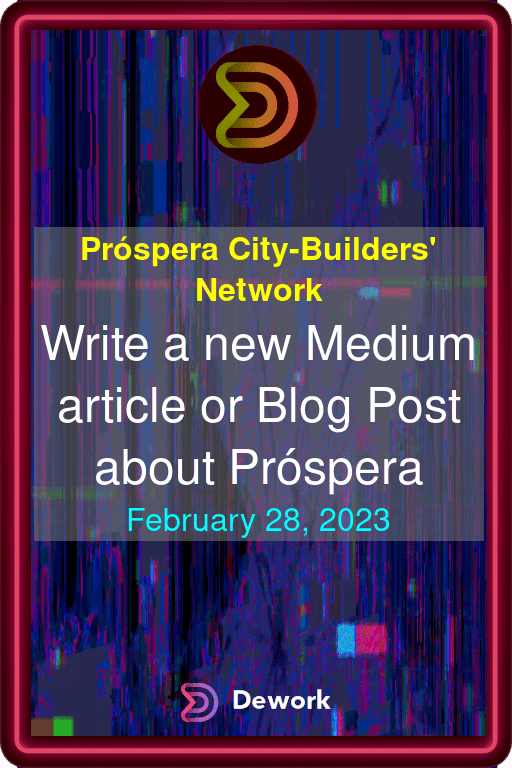 Próspera City-Builders'
Network
Write a new Medium
article or Blog Post
about Próspera
February 28, 2023
Dework